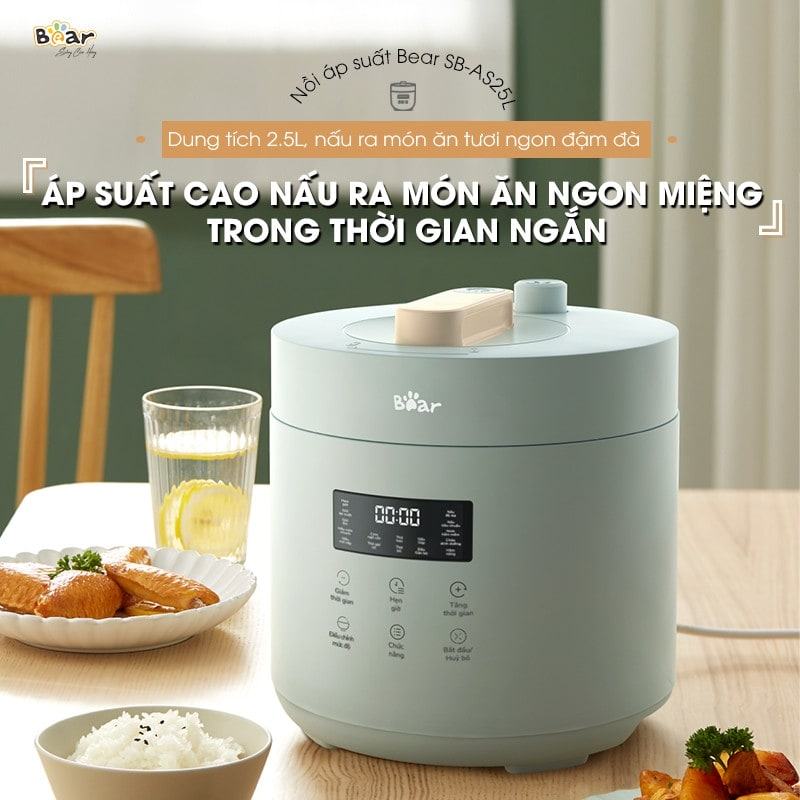 Bear
Nồi áp suất Bear SB-AS25L
Dung tích 2.5L, nấu ra món ăn tươi ngon đậm đà
ÁP SUẤT CAO NẤU RA MÓN ĂN NGON MIỆNG
TRONG THỜI GIAN NGẮN
Bear
00:00
Giảm thời gian
Hẹn giờ
Tăng thời gian
Điều chỉnh mức độ
Chức năng
Bắt đầu/ Huỷ bỏ